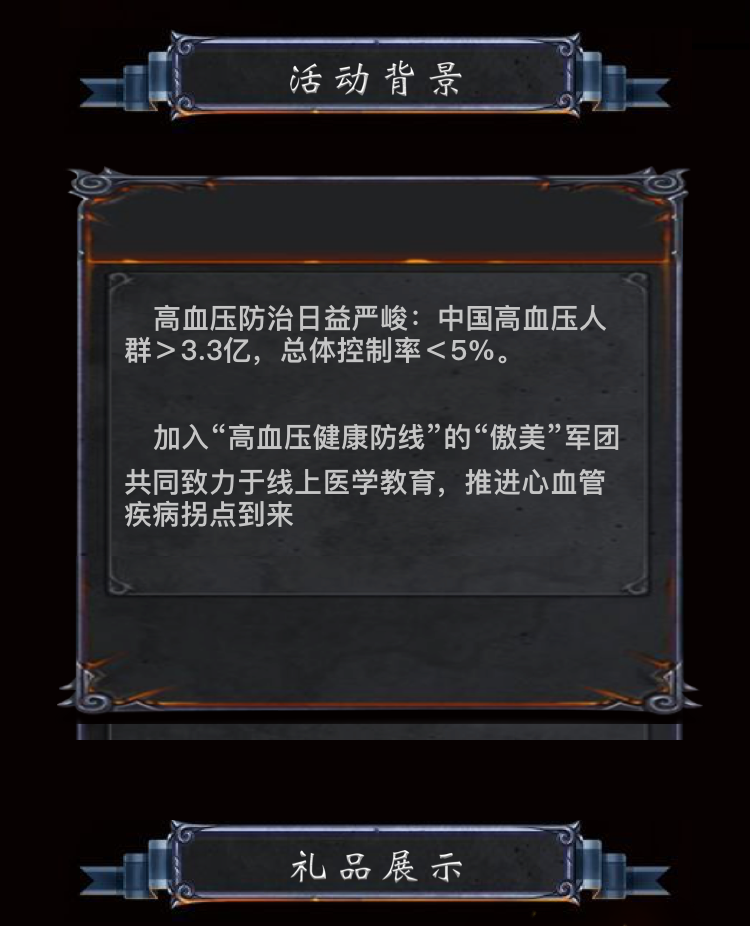 活动背景
高血压防治日益严峻：中国高血压人
群＞3.3亿，总体控制率＜5%。
加入“高血压健康防线”的“傲美”军团
共同致力于线上医学教育，推进心血管
疾病拐点到来
礼品展示